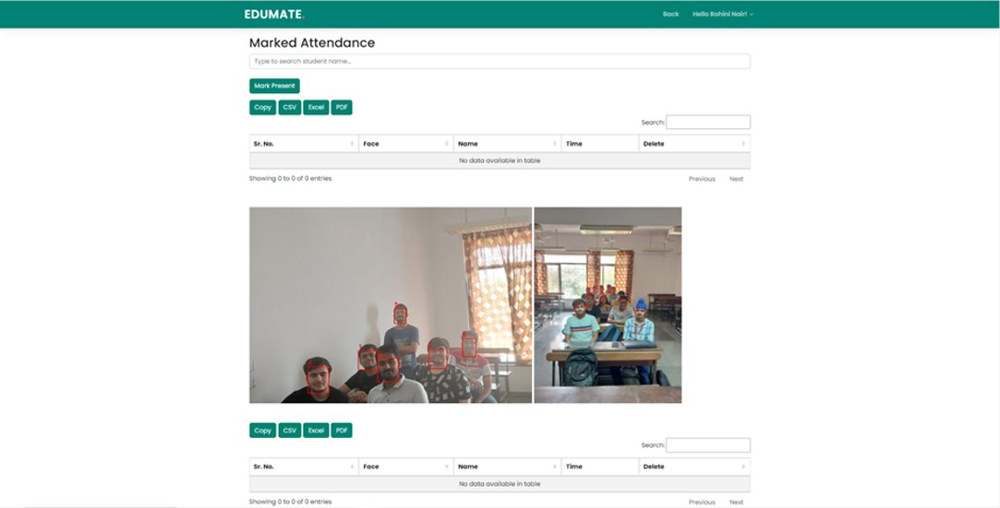 EDUMATE.
Back Hello Rohini Nair!
Marked Attendance
Type to search student name...
Mark Present
Copy CSV Excel PDF
Search:
Sr. No. Face Name Time Delete
No data available in table
Showing 0 to 0 of 0 entries
Previous Next
Copy CSV Excel PDF
Search:
Sr. No. Face Name Time Delete
No data available in table
Showing 0 to 0 of 0 entries
Previous Next